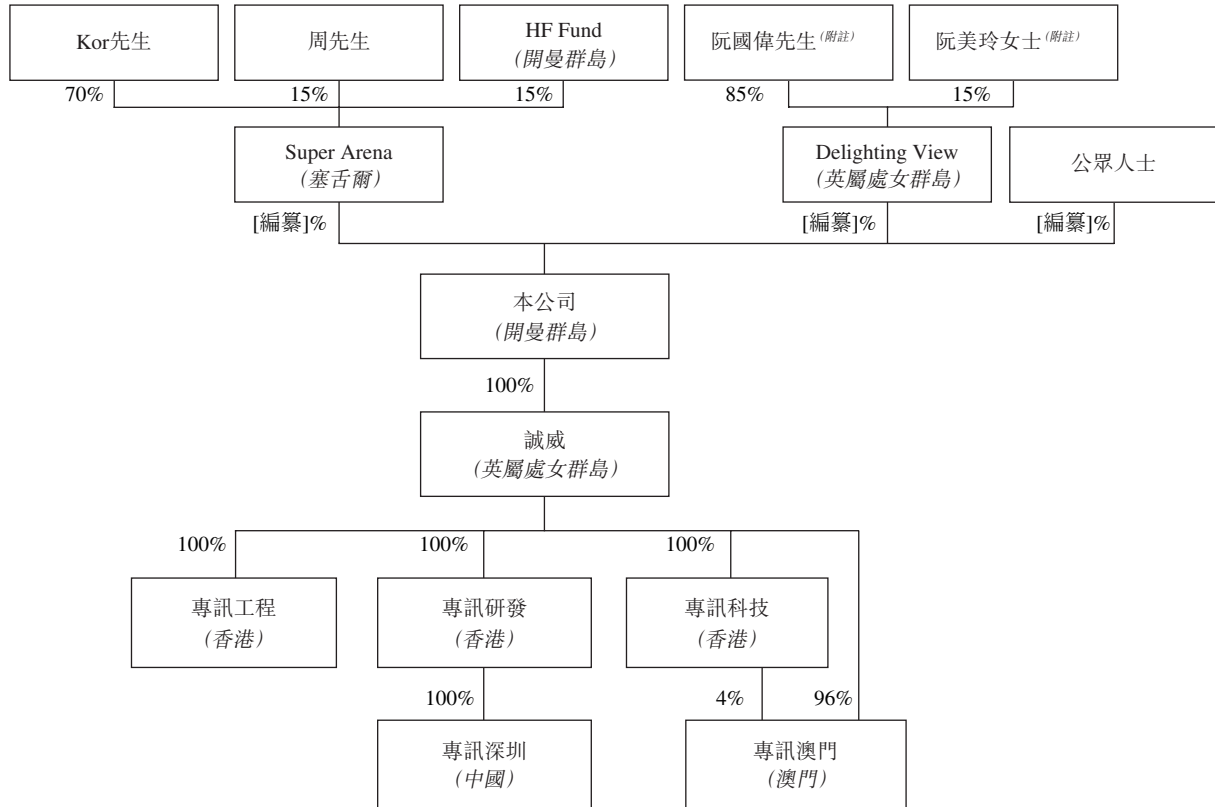 Kor先生
周先生
HF Fund
(開曼群島)
阮國偉先生(附註)
阮美玲女士(附註)
70%
15%
15%
85%
15%
Super Arena
(塞舌爾)
Delighting View
(英屬處女群島)
公眾人士
[編纂]%
[編纂]%
[編纂]%
本公司
(開曼群島)
100%
誠威
(英屬處女群島)
100%
100%
100%
專訊工程
(香港)
專訊研發
(香港)
專訊科技
(香港)
100%
4%
96%
專訊深圳
(中國)
專訊澳門
(澳門)